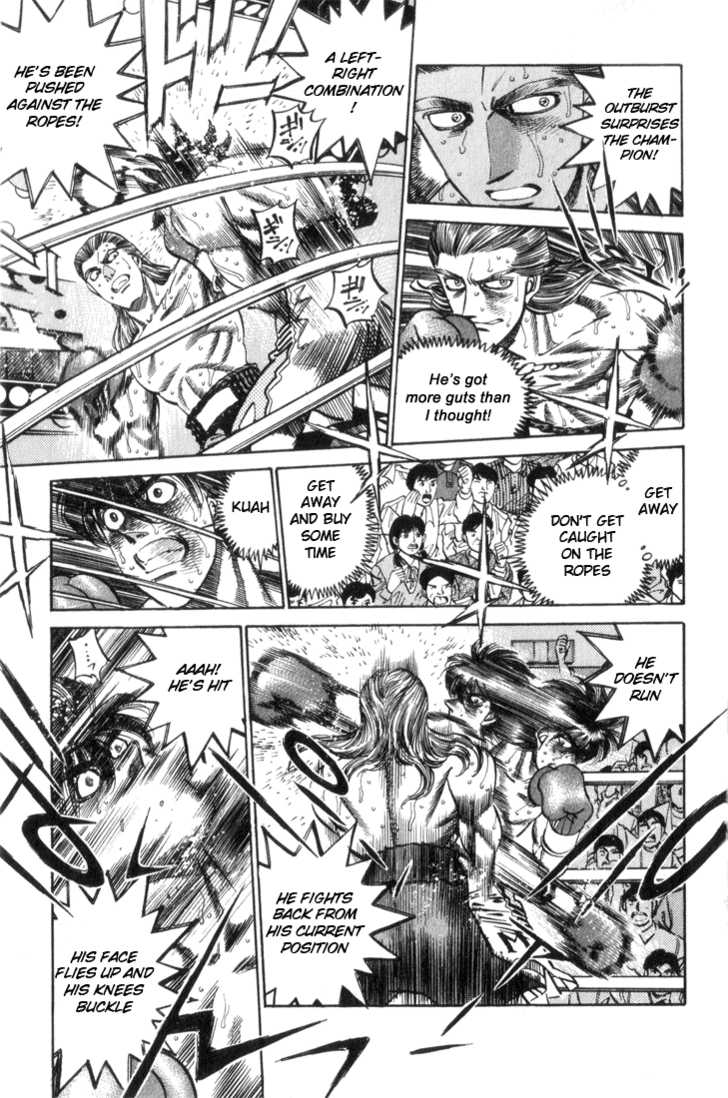 THE
OUTBURST
SURPRISES
THE CHAM-
PION!
He's got
more guts than
I thought!
A LEFT-
RIGHT
COMBINATION
!
HE'S BEEN
PUSHED
AGAINST THE
ROPES!
GET
AWAY
DON'T GET
CAUGHT
ON THE
ROPES
GET
AWAY
AND BUY
SOME
TIME
KUAH
HE
DOESN'T
RUN
HE FIGHTS
BACK FROM
HIS CURRENT
POSITION
M
AAAH!
HE'S HIT
HIS FACE
FLIES UP AND
HIS KNEES
BUCKLE